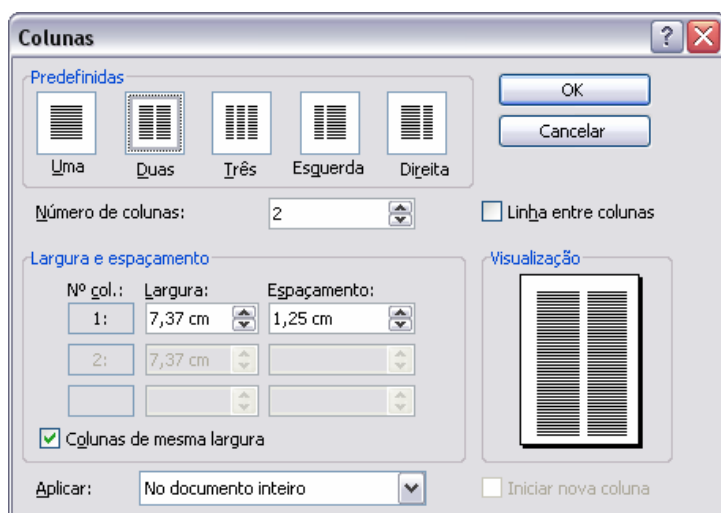 Colunas
Predefinidas
OK
Cancelar
Uma Duas Três Esquerda Direita
Número de colunas: 2
Linha entre colunas
Largura e espaçamento
Visualização
Nº col.: Largura: Espaçamento:
1: 7,37 cm 1,25 cm
2: 7,37 cm
Colunas de mesma largura
Aplicar: No documento inteiro
Iniciar nova coluna